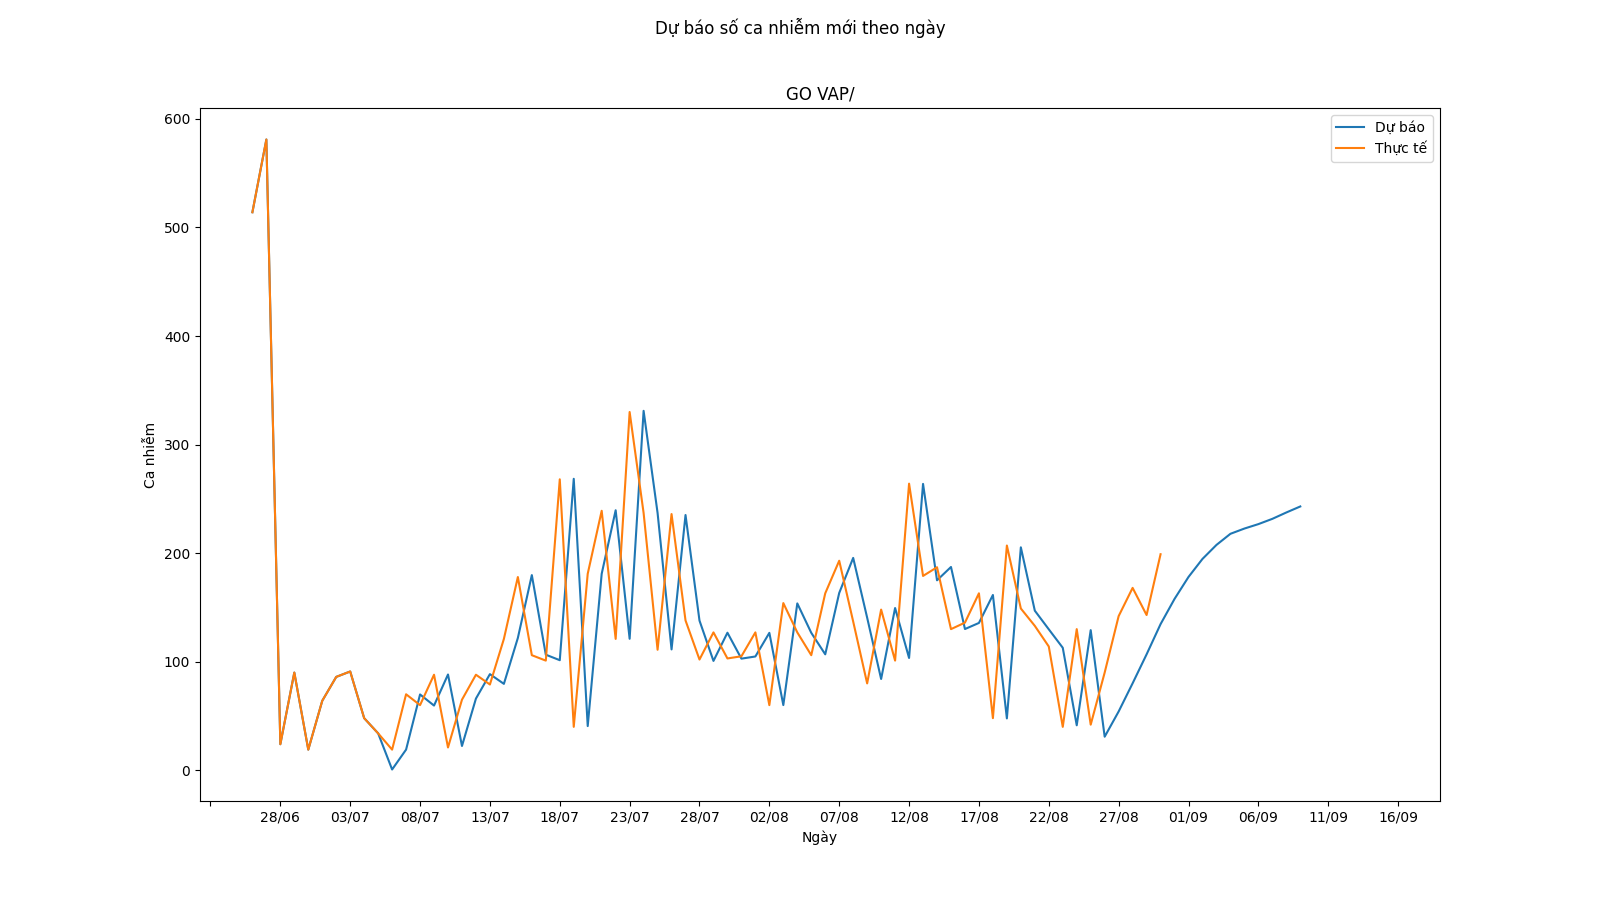 Dự báo số ca nhiễm mới theo ngày
GO VAP/
Dự báo
Thực tế
600
500
400
300
200
100
0
Ca nhiễm
28/06 03/07 08/07 13/07 18/07 23/07 28/07 02/08 07/08 12/08 17/08 22/08 27/08 01/09 06/09 11/09 16/09
Ngày